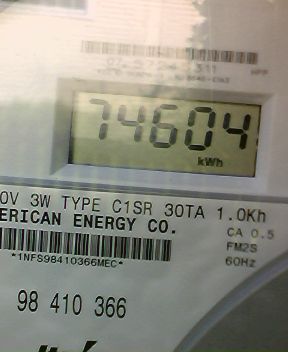 74604
kWh
0V 3W TYPE C1SR 30TA 1.0Kh
ERICAN ENERGY CO.
CA 0.5
FM2S
*1NFS98410366MEC*
60Hz
98 410 366